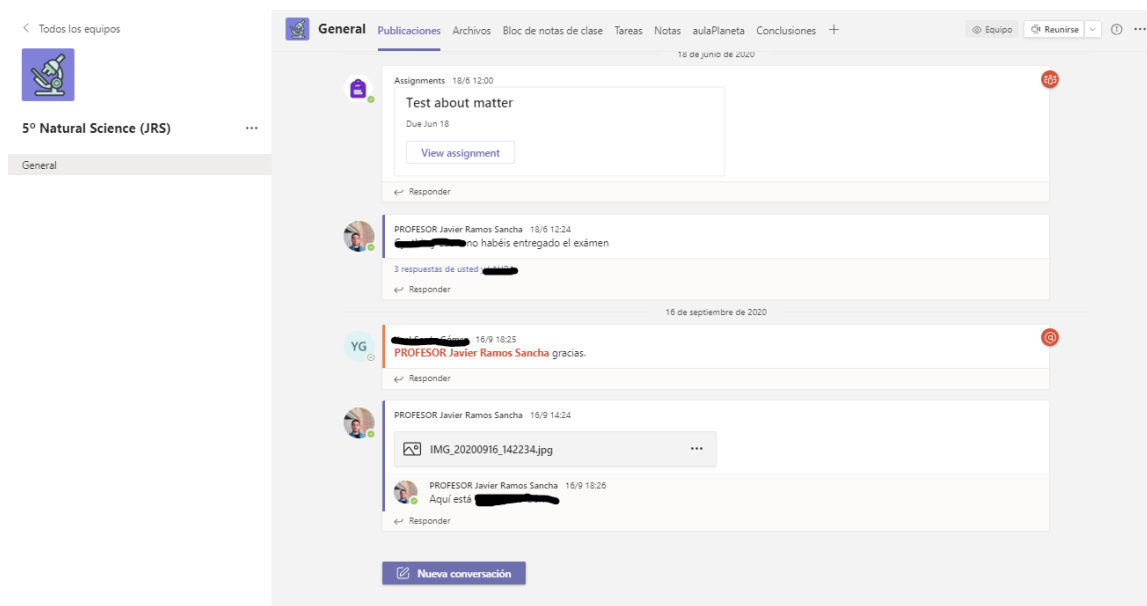 Todos los equipos
5º Natural Science (JRS)
General
General Publicaciones Archivos Bloc de notas de clase Tareas Notas aulaPlaneta Conclusiones
Equipo Reunirse
18 de junio de 2020
Assignments 18/6 12:00
Test about matter
Due Jun 18
View assignment
Responder
PROFESOR Javier Ramos Sancha 18/6 12:24
no habéis entregado el exámen
3 respuestas de usted y
Responder
16 de septiembre de 2020
YG
16/9 18:25
PROFESOR Javier Ramos Sancha gracias.
Responder
PROFESOR Javier Ramos Sancha 16/9 14:24
IMG_20200916_142234.jpg
PROFESOR Javier Ramos Sancha 16/9 18:26
Aquí está
Responder
Nueva conversación